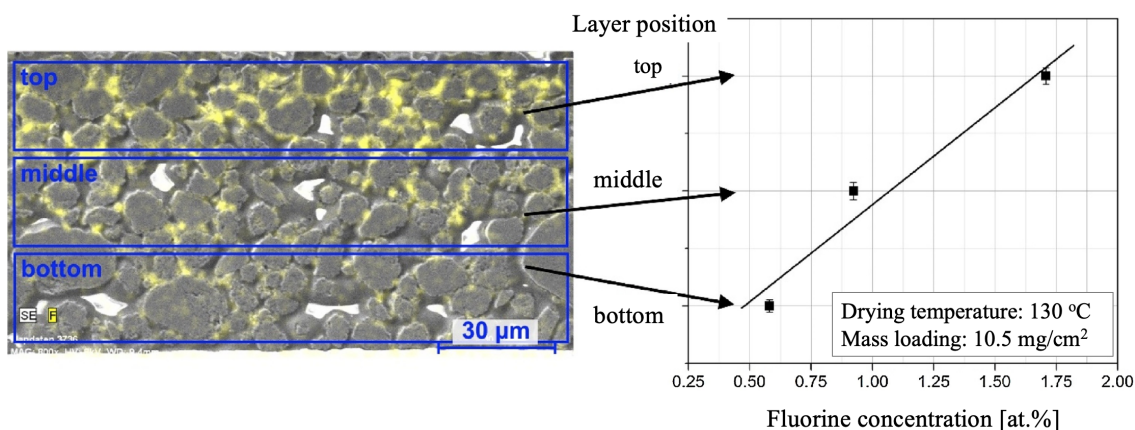 Layer position
top
middle
bottom
top
middle
bottom
SE
F
30 µm
Drying temperature: 130 °C
Mass loading: 10.5 mg/cm²
0.25 0.50 0.75 1.00 1.25 1.50 1.75 2.00
Fluorine concentration [at.%]